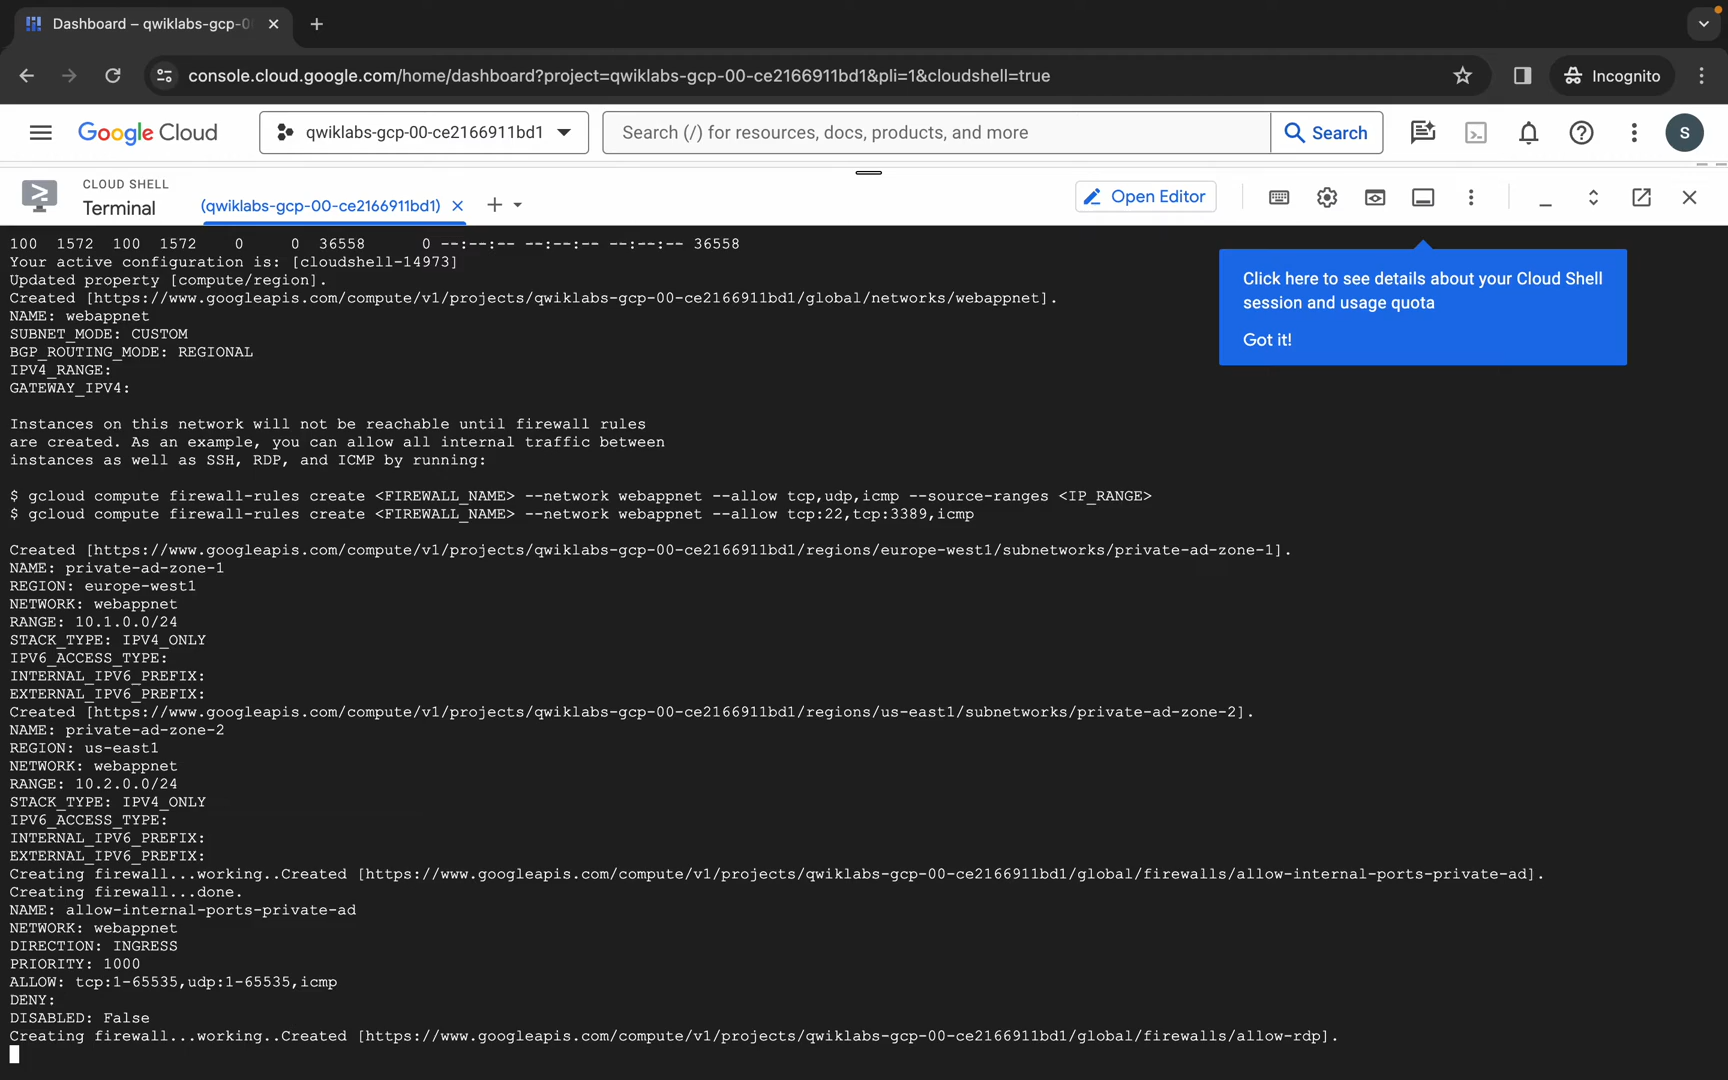 Dashboard – qwiklabs-gcp-0
console.cloud.google.com/home/dashboard?project=qwiklabs-gcp-00-ce2166911bd1&pli=1&cloudshell=true
Incognito
Google Cloud
qwiklabs-gcp-00-ce2166911bd1
Search (/) for resources, docs, products, and more
Search
S
CLOUD SHELL
Terminal
(qwiklabs-gcp-00-ce2166911bd1)
Open Editor
Click here to see details about your Cloud Shell
session and usage quota
Got it!
100  1572  100  1572    0     0  36558      0 --:--:-- --:--:-- --:--:-- 36558
Your active configuration is: [cloudshell-14973]
Updated property [compute/region].
Created [https://www.googleapis.com/compute/v1/projects/qwiklabs-gcp-00-ce2166911bd1/global/networks/webappnet].
NAME: webappnet
SUBNET_MODE: CUSTOM
BGP_ROUTING_MODE: REGIONAL
IPV4_RANGE:
GATEWAY_IPV4:
Instances on this network will not be reachable until firewall rules
are created. As an example, you can allow all internal traffic between
instances as well as SSH, RDP, and ICMP by running:
$ gcloud compute firewall-rules create <FIREWALL_NAME> --network webappnet --allow tcp,udp,icmp --source-ranges <IP_RANGE>
$ gcloud compute firewall-rules create <FIREWALL_NAME> --network webappnet --allow tcp:22,tcp:3389,icmp
Created [https://www.googleapis.com/compute/v1/projects/qwiklabs-gcp-00-ce2166911bd1/regions/europe-west1/subnetworks/private-ad-zone-1].
NAME: private-ad-zone-1
REGION: europe-west1
NETWORK: webappnet
RANGE: 10.1.0.0/24
STACK_TYPE: IPV4_ONLY
IPV6_ACCESS_TYPE:
INTERNAL_IPV6_PREFIX:
EXTERNAL_IPV6_PREFIX:
Created [https://www.googleapis.com/compute/v1/projects/qwiklabs-gcp-00-ce2166911bd1/regions/us-east1/subnetworks/private-ad-zone-2].
NAME: private-ad-zone-2
REGION: us-east1
NETWORK: webappnet
RANGE: 10.2.0.0/24
STACK_TYPE: IPV4_ONLY
IPV6_ACCESS_TYPE:
INTERNAL_IPV6_PREFIX:
EXTERNAL_IPV6_PREFIX:
Creating firewall...working..Created [https://www.googleapis.com/compute/v1/projects/qwiklabs-gcp-00-ce2166911bd1/global/firewalls/allow-internal-ports-private-ad].
Creating firewall...done.
NAME: allow-internal-ports-private-ad
NETWORK: webappnet
DIRECTION: INGRESS
PRIORITY: 1000
ALLOW: tcp:1-65535,udp:1-65535,icmp
DENY:
DISABLED: False
Creating firewall...working..Created [https://www.googleapis.com/compute/v1/projects/qwiklabs-gcp-00-ce2166911bd1/global/firewalls/allow-rdp].